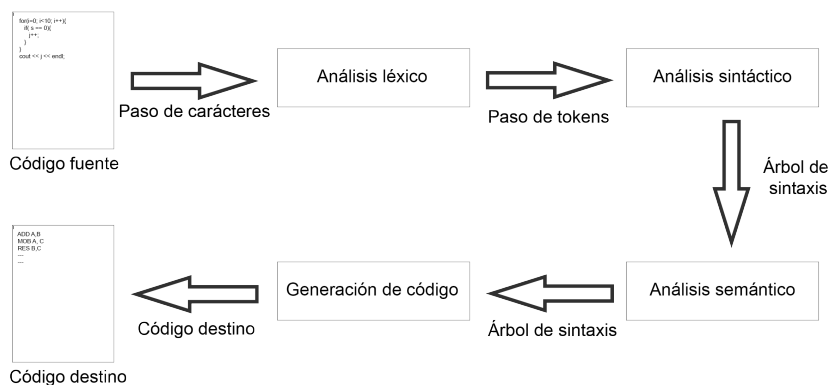 for(i=0; i<10; i++){
if( s == 0){
j++;
}
}
cout << j << endl;
Código fuente
Paso de carácteres
Análisis léxico
Paso de tokens
Análisis sintáctico
Árbol de
sintaxis
Análisis semántico
Árbol de sintaxis
Generación de código
Código destino
ADD A,B
MOB A, C
RES B,C
---
---
Código destino